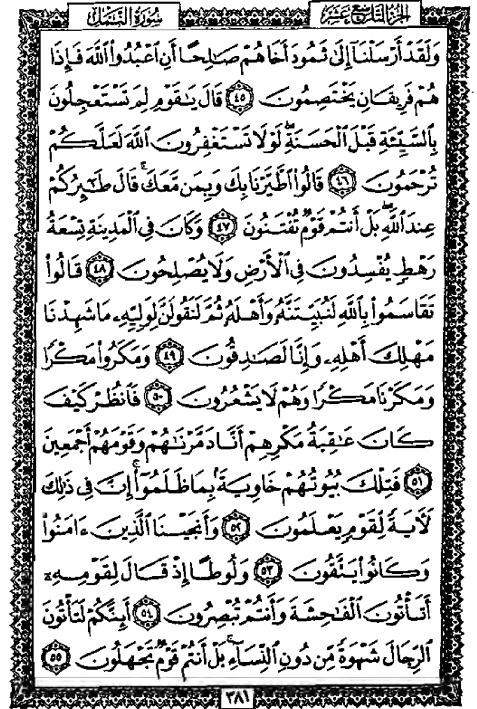 الجزء التاسع عشر
سورة النمل
وَلَقَدْ أَرْسَلْنَآ إِلَىٰ ثَمُودَ أَخَاهُمْ صَٰلِحًا أَنِ ٱعْبُدُوا۟ ٱللَّهَ فَإِذَا
هُمْ فَرِيقَانِ يَخْتَصِمُونَ ٤٥ قَالَ يَٰقَوْمِ لِمَ تَسْتَعْجِلُونَ
بِٱلسَّيِّئَةِ قَبْلَ ٱلْحَسَنَةِ ۖ لَوْلَا تَسْتَغْفِرُونَ ٱللَّهَ لَعَلَّكُمْ
تُرْحَمُونَ ٤٦ قَالُوا۟ ٱطَّيَّرْنَا بِكَ وَبِمَن مَّعَكَ ۚ قَالَ طَٰٓئِرُكُمْ
عِندَ ٱللَّهِ ۖ بَلْ أَنتُمْ قَوْمٌ تُفْتَنُونَ ٤٧ وَكَانَ فِى ٱلْمَدِينَةِ تِسْعَةُ
رَهْطٍ يُفْسِدُونَ فِى ٱلْأَرْضِ وَلَا يُصْلِحُونَ ٤٨ قَالُوا۟
تَقَاسَمُوا۟ بِٱللَّهِ لَنُبَيِّتَنَّهُۥ وَأَهْلَهُۥ ثُمَّ لَنَقُولَنَّ لِوَلِيِّهِۦ مَا شَهِدْنَا
مَهْلِكَ أَهْلِهِۦ وَإِنَّا لَصَٰدِقُونَ ٤٩ وَمَكَرُوا۟ مَكْرًا
وَمَكَرْنَا مَكْرًا وَهُمْ لَا يَشْعُرُونَ ٥٠ فَٱنظُرْ كَيْفَ
كَانَ عَٰقِبَةُ مَكْرِهِمْ أَنَّا دَمَّرْنَٰهُمْ وَقَوْمَهُمْ أَجْمَعِينَ
٥١ فَتِلْكَ بُيُوتُهُمْ خَاوِيَةًۢ بِمَا ظَلَمُوٓا۟ ۗ إِنَّ فِى ذَٰلِكَ
لَءَايَةً لِّقَوْمٍ يَعْلَمُونَ ٥٢ وَأَنجَيْنَا ٱلَّذِينَ ءَامَنُوا۟
وَكَانُوا۟ يَتَّقُونَ ٥٣ وَلُوطًا إِذْ قَالَ لِقَوْمِهِۦٓ
أَتَأْتُونَ ٱلْفَٰحِشَةَ وَأَنتُمْ تُبْصِرُونَ ٥٤ أَئِنَّكُمْ لَتَأْتُونَ
ٱلرِّجَالَ شَهْوَةً مِّن دُونِ ٱلنِّسَآءِ ۚ بَلْ أَنتُمْ قَوْمٌ تَجْهَلُونَ ٥٥
٣٨١